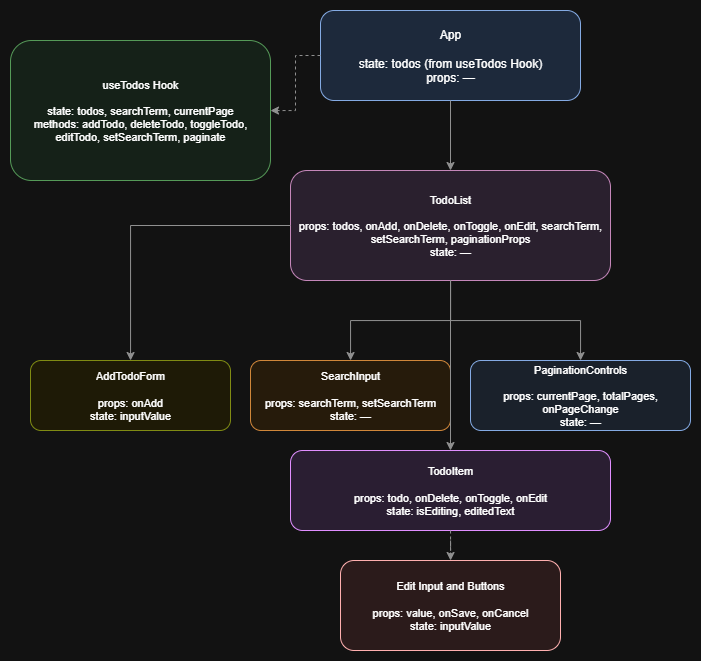 App
state: todos (from useTodos Hook)
props: —
useTodos Hook
state: todos, searchTerm, currentPage
methods: addTodo, deleteTodo, toggleTodo,
editTodo, setSearchTerm, paginate
TodoList
props: todos, onAdd, onDelete, onToggle, onEdit, searchTerm,
setSearchTerm, paginationProps
state: —
AddTodoForm
props: onAdd
state: inputValue
SearchInput
props: searchTerm, setSearchTerm
state: —
PaginationControls
props: currentPage, totalPages,
onPageChange
state: —
TodoItem
props: todo, onDelete, onToggle, onEdit
state: isEditing, editedText
Edit Input and Buttons
props: value, onSave, onCancel
state: inputValue